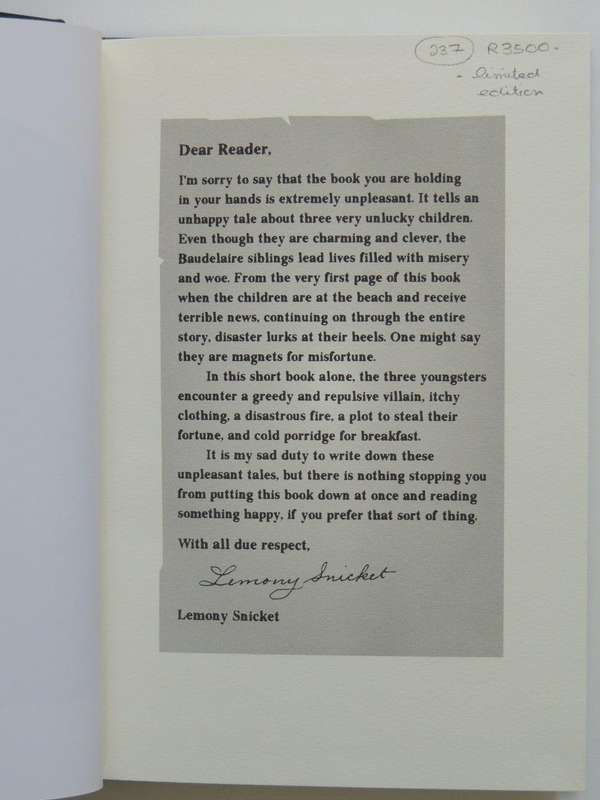 237 R3500-
- limited
edition
Dear Reader,
I'm sorry to say that the book you are holding
in your hands is extremely unpleasant. It tells an
unhappy tale about three very unlucky children.
Even though they are charming and clever, the
Baudelaire siblings lead lives filled with misery
and woe. From the very first page of this book
when the children are at the beach and receive
terrible news, continuing on through the entire
story, disaster lurks at their heels. One might say
they are magnets for misfortune.
In this short book alone, the three youngsters
encounter a greedy and repulsive villain, itchy
clothing, a disastrous fire, a plot to steal their
fortune, and cold porridge for breakfast.
It is my sad duty to write down these
unpleasant tales, but there is nothing stopping you
from putting this book down at once and reading
something happy, if you prefer that sort of thing.
With all due respect,
Lemony Snicket
Lemony Snicket